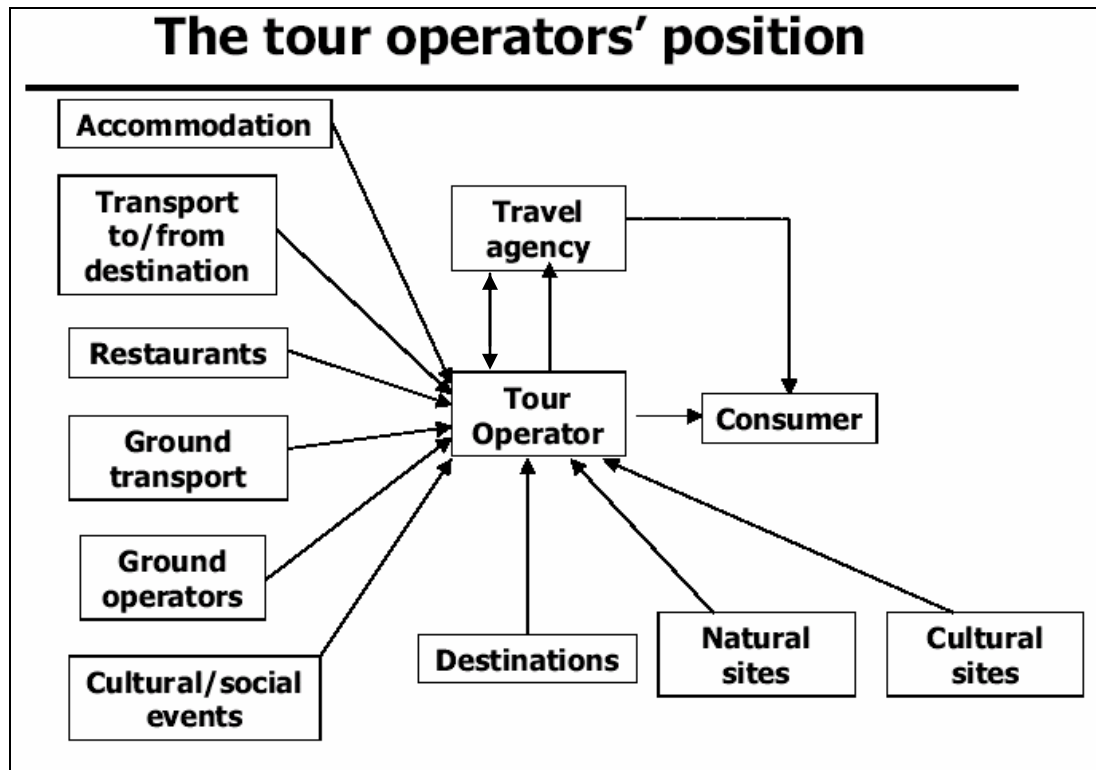 The tour operators’ position
Accommodation
Transport
to/from
destination
Travel
agency
Restaurants
Tour
Operator
Consumer
Ground
transport
Ground
operators
Cultural/social
events
Destinations
Natural
sites
Cultural
sites